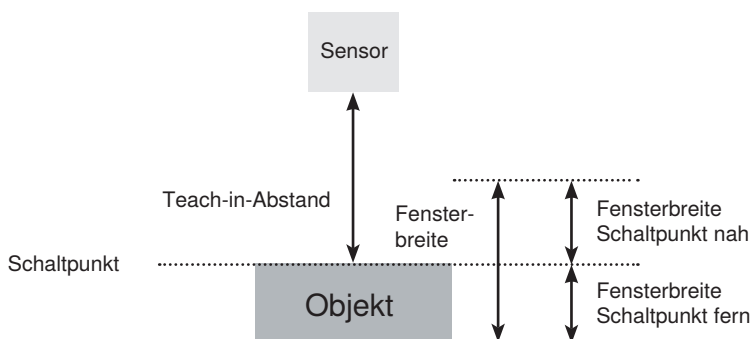 Sensor
Teach-in-Abstand
Fenster-
breite
Fensterbreite
Schaltpunkt nah
Schaltpunkt
Objekt
Fensterbreite
Schaltpunkt fern